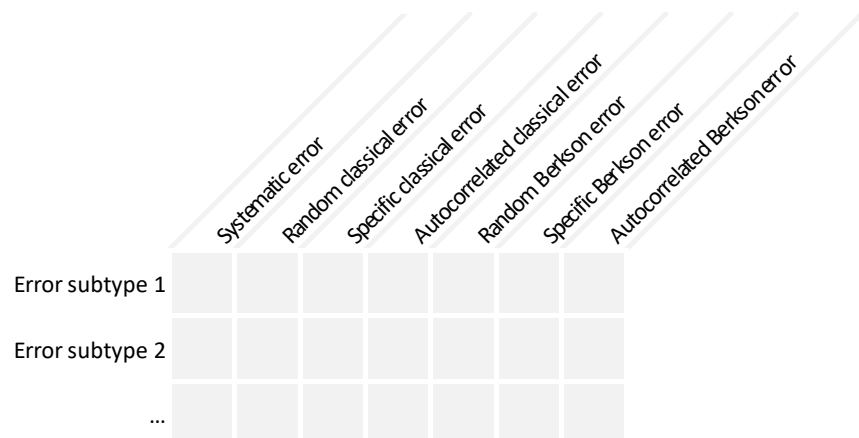 Systematic error
Random classical error
Specific classical error
Autocorrelated classical error
Random Berkson error
Specific Berkson error
Autocorrelated Berkson error
Error subtype 1
Error subtype 2
...